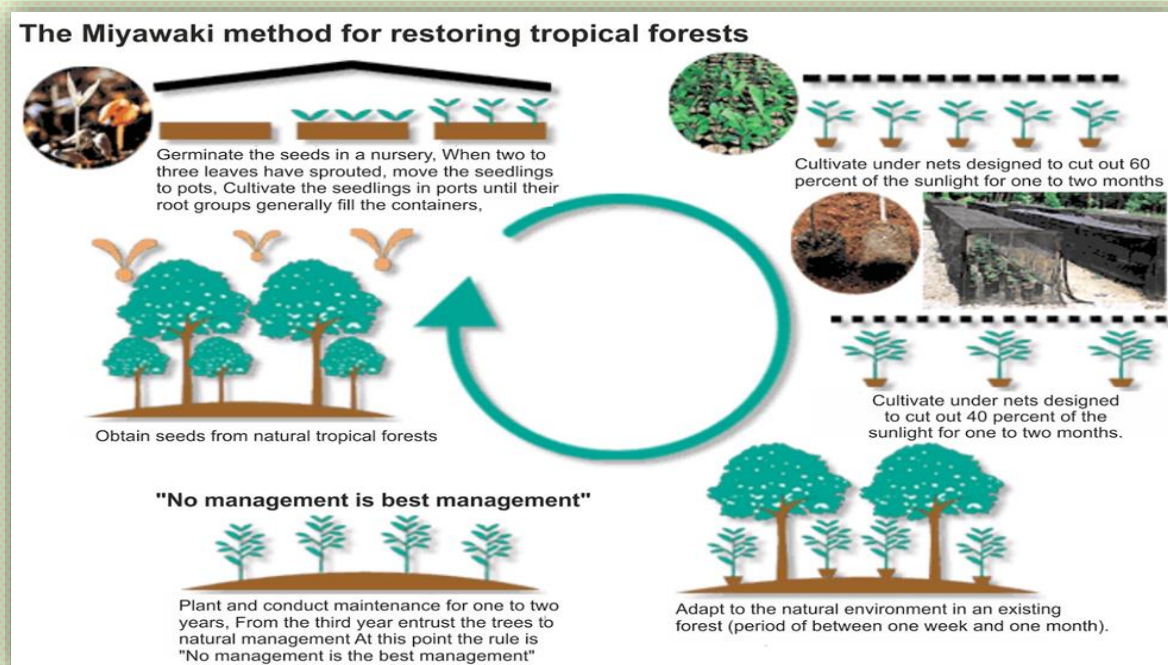 The Miyawaki method for restoring tropical forests
Germinate the seeds in a nursery, When two to
three leaves have sprouted, move the seedlings
to pots, Cultivate the seedlings in ports until their
root groups generally fill the containers,
Cultivate under nets designed to cut out 60
percent of the sunlight for one to two months
Cultivate under nets designed
to cut out 40 percent of the
sunlight for one to two months.
Adapt to the natural environment in an existing
forest (period of between one week and one month).
"No management is best management"
Plant and conduct maintenance for one to two
years, From the third year entrust the trees to
natural management At this point the rule is
"No management is the best management"
Obtain seeds from natural tropical forests